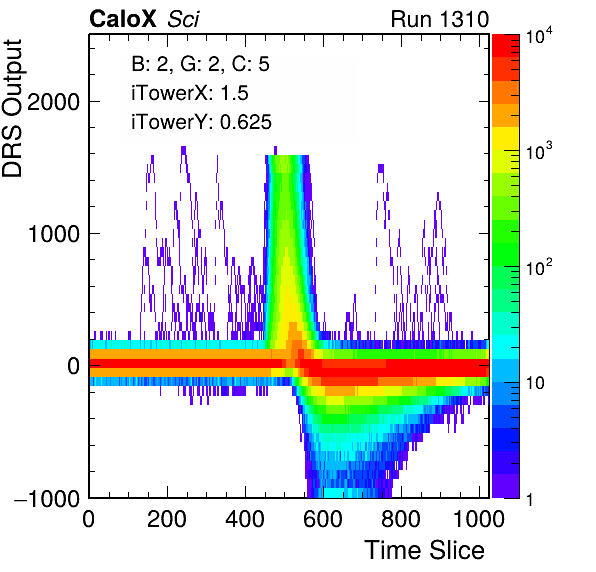 CaloX Sci Run 1310
B: 2, G: 2, C: 5
iTowerX: 1.5
iTowerY: 0.625
DRS Output
2000
1000
0
−1000
0 200 400 600 800 1000
Time Slice
10⁴
10³
10²
10
1